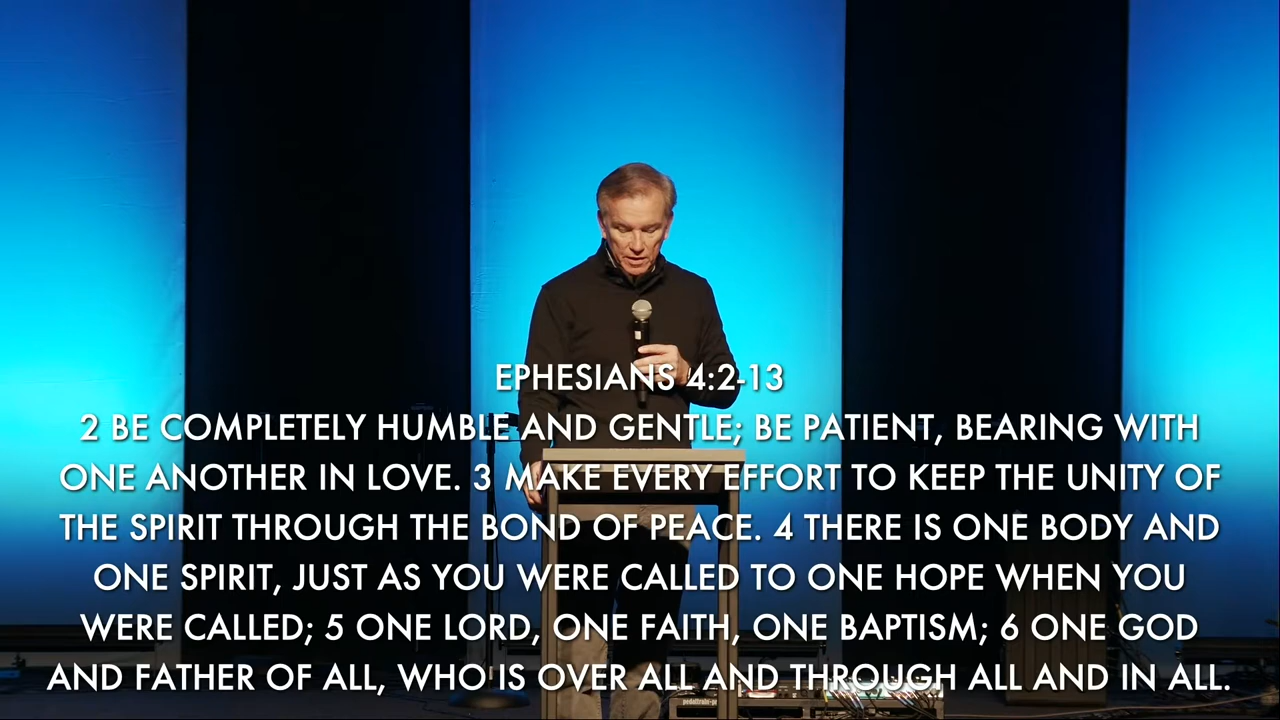 EPHESIANS 4:2-13
2 BE COMPLETELY HUMBLE AND GENTLE; BE PATIENT, BEARING WITH
ONE ANOTHER IN LOVE. 3 MAKE EVERY EFFORT TO KEEP THE UNITY OF
THE SPIRIT THROUGH THE BOND OF PEACE. 4 THERE IS ONE BODY AND
ONE SPIRIT, JUST AS YOU WERE CALLED TO ONE HOPE WHEN YOU
WERE CALLED; 5 ONE LORD, ONE FAITH, ONE BAPTISM; 6 ONE GOD
AND FATHER OF ALL, WHO IS OVER ALL AND THROUGH ALL AND IN ALL.